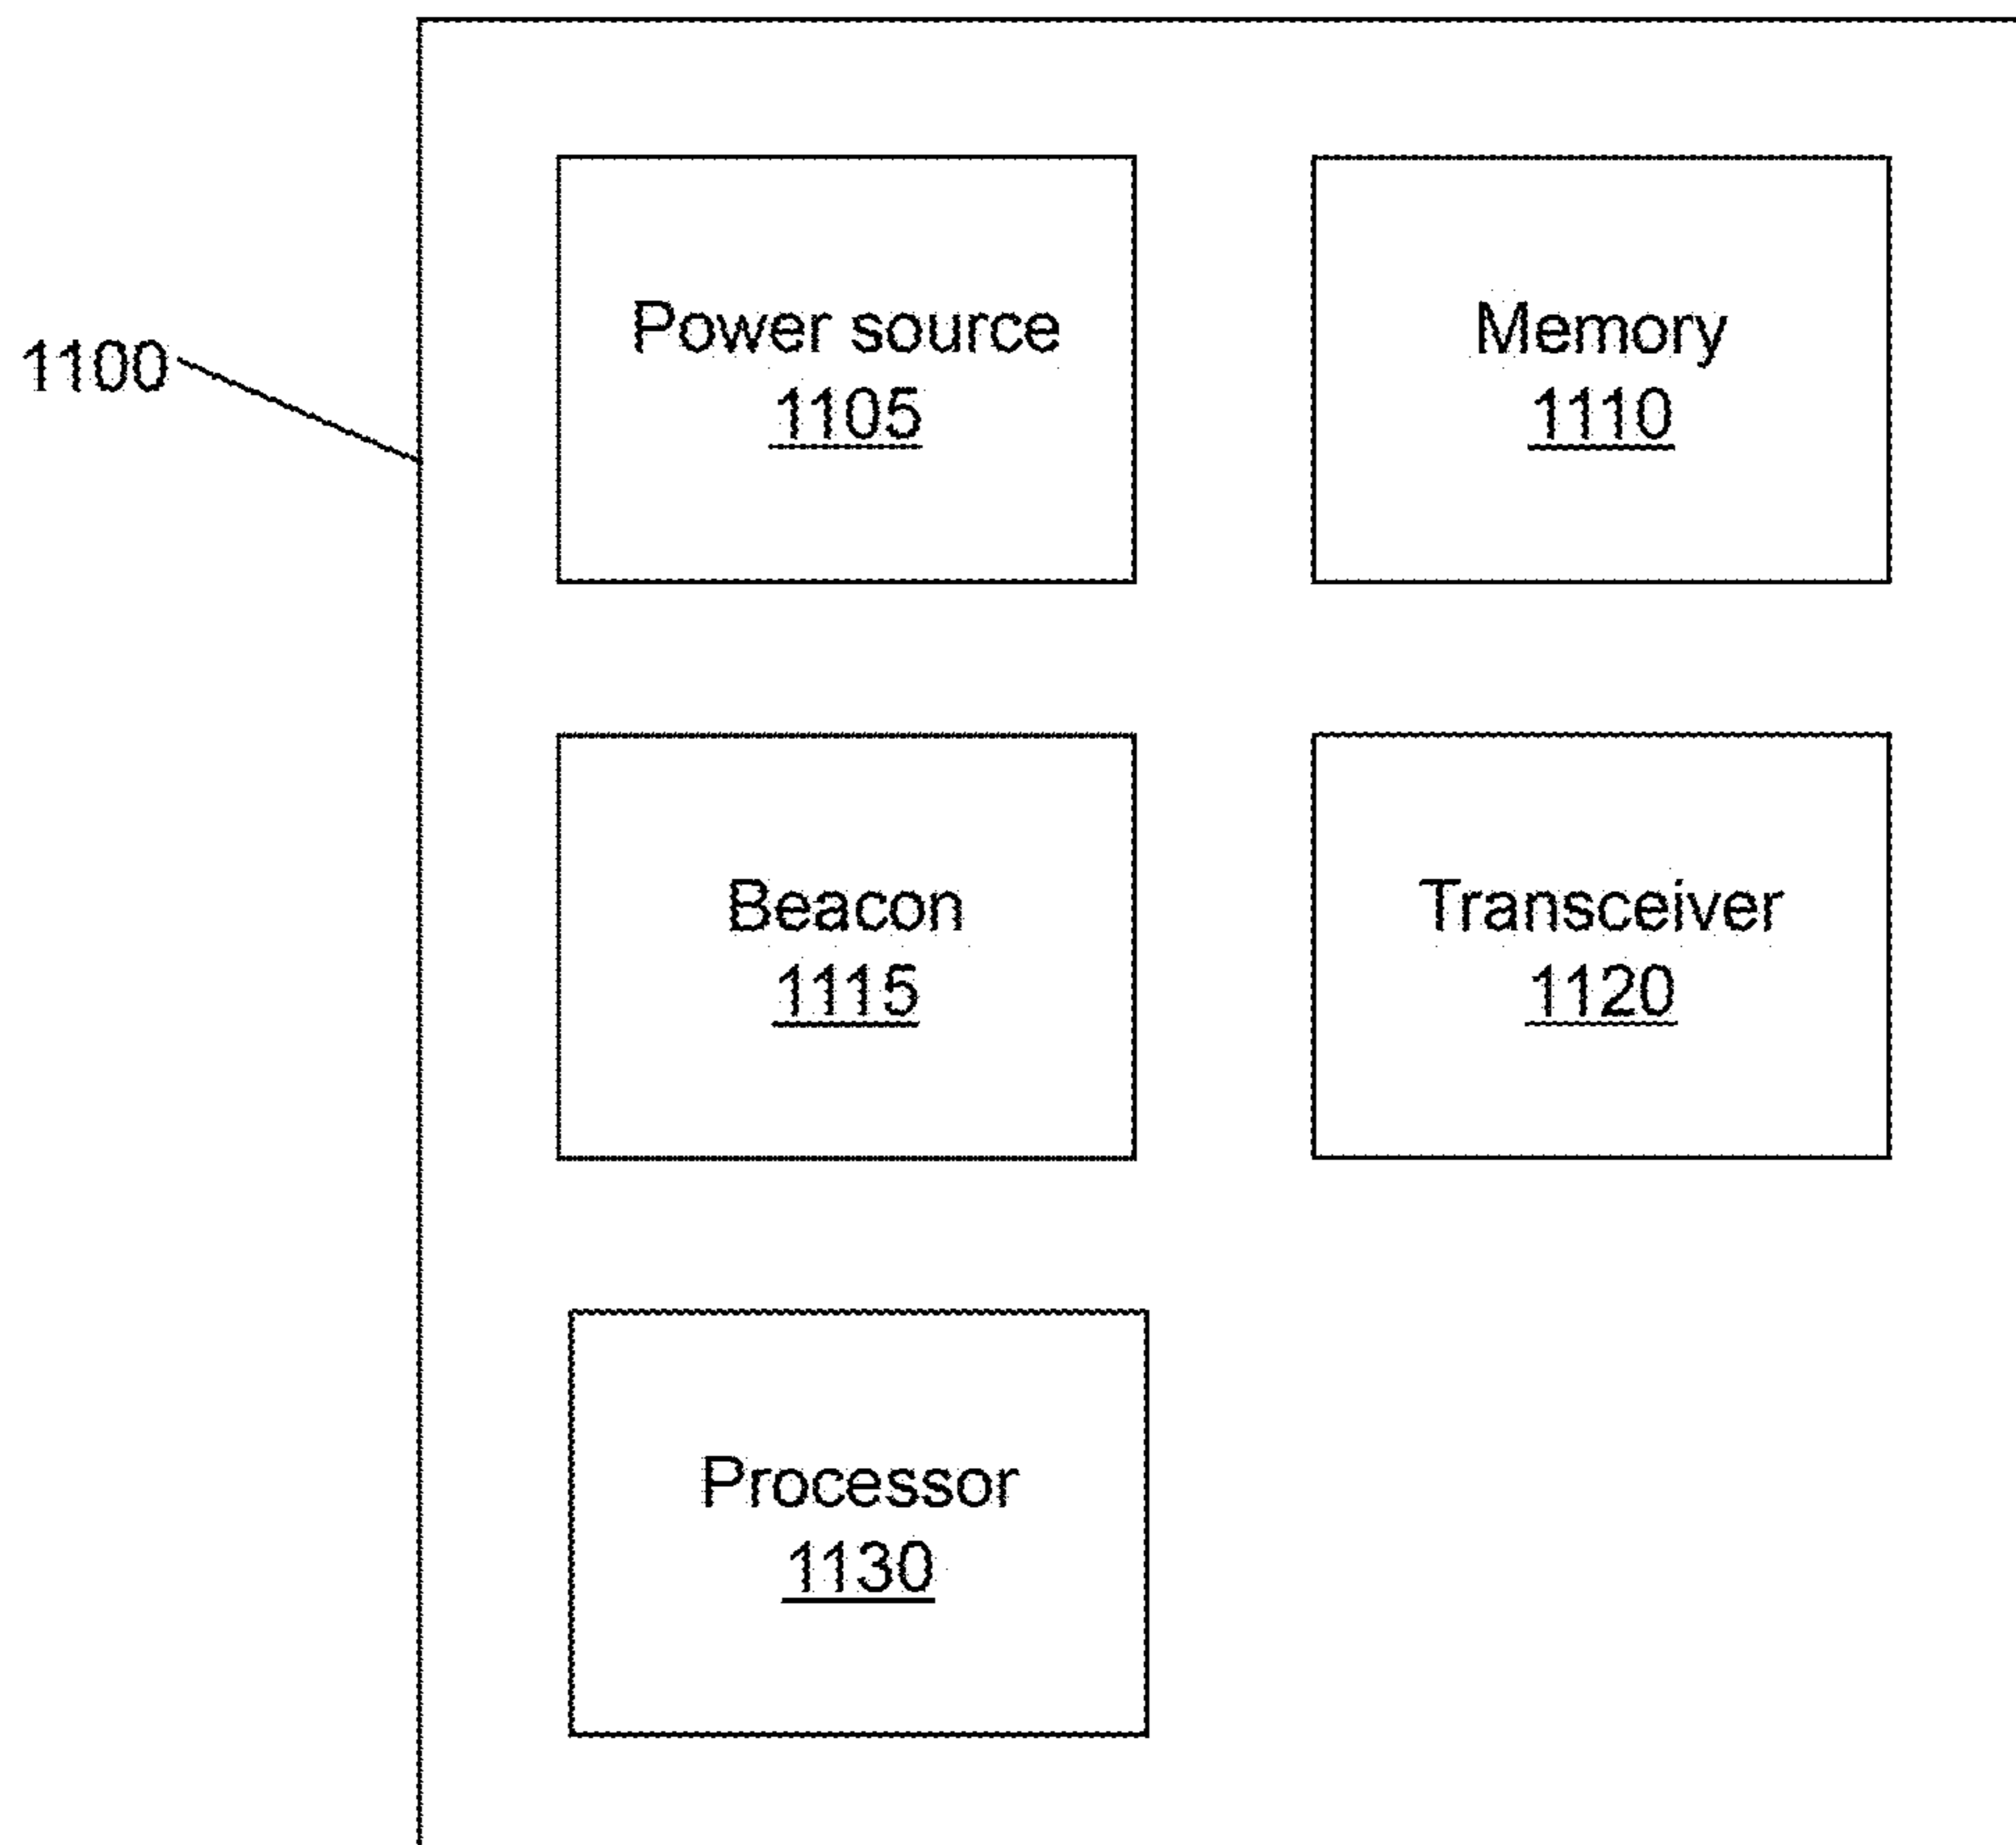 Power source
1105
Memory
1110
1100
Beacon
1115
Transceiver
1120
Processor
1130